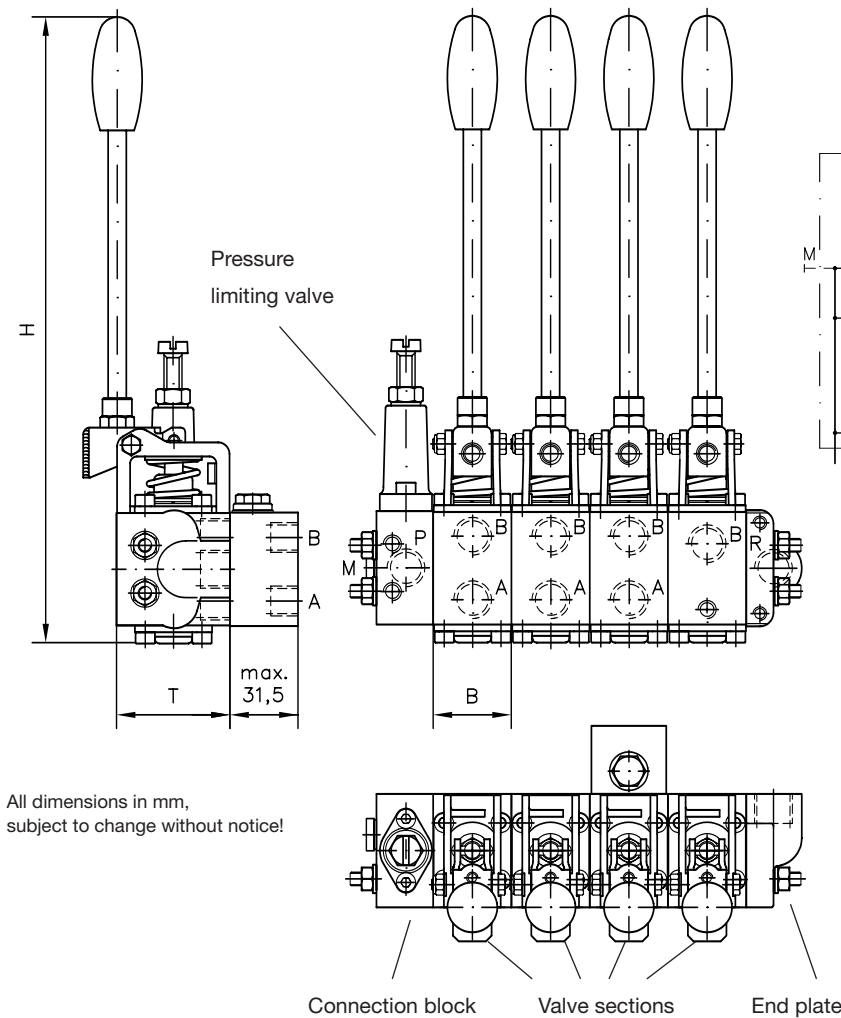 H
Pressure
limiting valve
M
B
A
T
max.
31,5
P
M
B
B
B
B
R
A
A
A
B
All dimensions in mm,
subject to change without notice!
Connection block
Valve sections
End plate